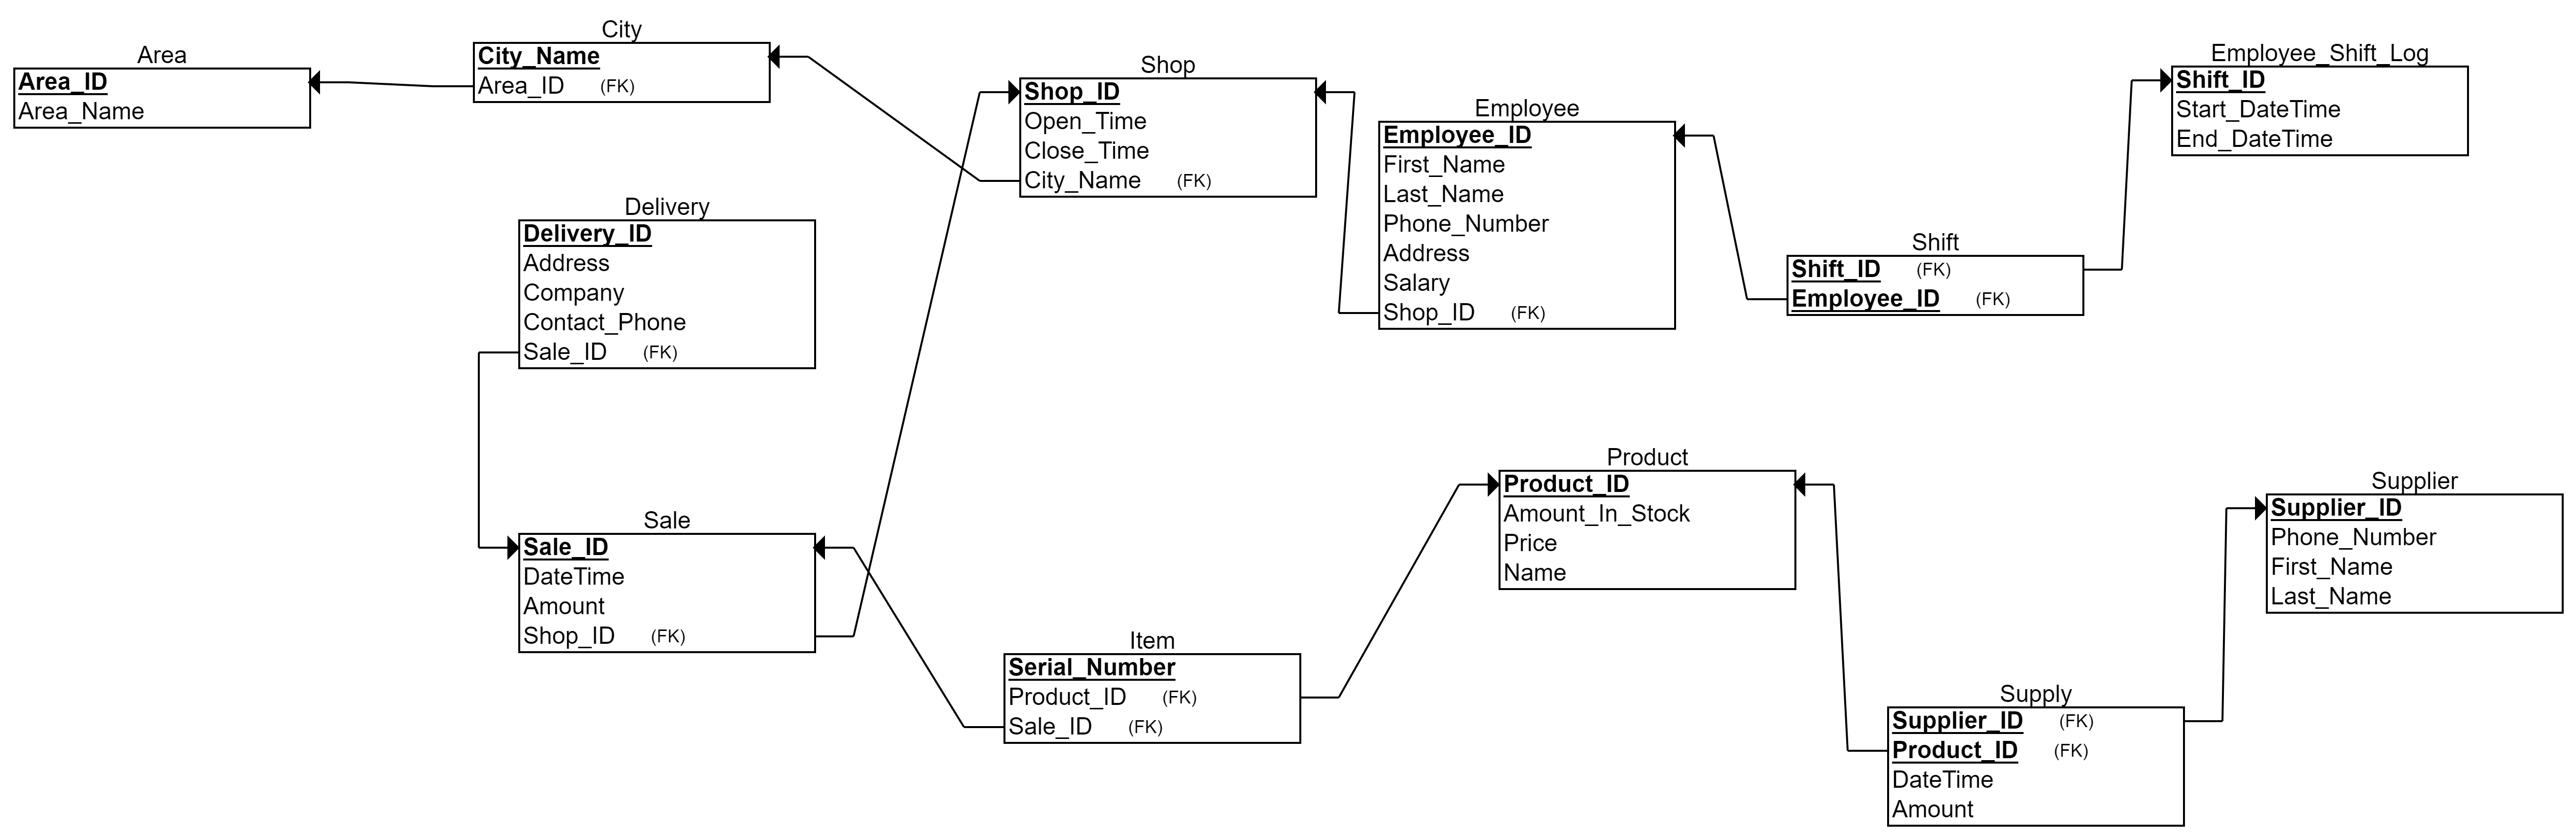 Area
Area_ID
Area_Name
City
City_Name
Area_ID (FK)
Shop
Shop_ID
Open_Time
Close_Time
City_Name (FK)
Employee
Employee_ID
First_Name
Last_Name
Phone_Number
Address
Salary
Shop_ID (FK)
Employee_Shift_Log
Shift_ID
Start_DateTime
End_DateTime
Shift
Shift_ID (FK)
Employee_ID (FK)
Delivery
Delivery_ID
Address
Company
Contact_Phone
Sale_ID (FK)
Sale
Sale_ID
DateTime
Amount
Shop_ID (FK)
Item
Serial_Number
Product_ID (FK)
Sale_ID (FK)
Product
Product_ID
Amount_In_Stock
Price
Name
Supplier
Supplier_ID
Phone_Number
First_Name
Last_Name
Supply
Supplier_ID (FK)
Product_ID (FK)
DateTime
Amount